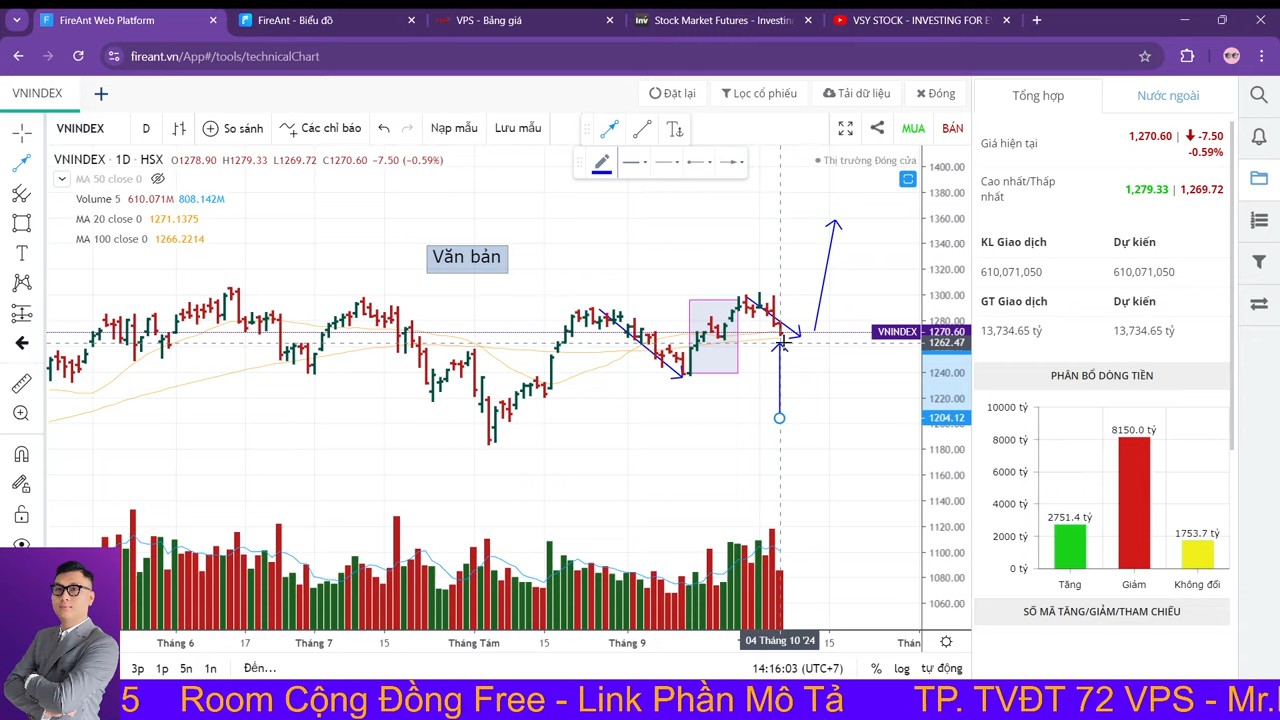 FireAnt Web Platform
FireAnt - Biểu đồ
VPS - Bảng giá
Stock Market Futures - Investin
VSY STOCK - INVESTING FOR E
fireant.vn/App#/tools/technicalChart
VNINDEX
Đặt lại
Lọc cổ phiếu
Tải dữ liệu
Đóng
VNINDEX
D
So sánh
Các chỉ báo
Nạp mẫu
Lưu mẫu
MUA
BÁN
VNINDEX · 1D · HSX O1278.90 H1279.33 L1269.72 C1270.60 -7.50 (-0.59%)
Thị trường Đóng cửa
MA 50 close 0
Volume 5 610.071M 808.142M
MA 20 close 0 1271.1375
MA 100 close 0 1266.2214
Văn bản
1400.00
1380.00
1360.00
1340.00
1320.00
1300.00
1280.00
VNINDEX 1270.60
1262.47
1240.00
1220.00
1204.12
1180.00
1160.00
1140.00
1120.00
1100.00
1080.00
1060.00
Tháng 6
17
Tháng 7
15
Tháng Tám
15
Tháng 9
04 Tháng 10 '24
15
Thán
3p
1p
5n
1n
Đến...
14:16:03 (UTC+7)
%
log
tự động
Tổng hợp
Nước ngoài
Giá hiện tại
1,270.60 | -7.50
-0.59%
Cao nhất/Thấp nhất
1,279.33 | 1,269.72
KL Giao dịch
Dự kiến
610,071,050
610,071,050
GT Giao dịch
Dự kiến
13,734.65 tỷ
13,734.65 tỷ
PHÂN BỔ DÒNG TIỀN
10000 tỷ
8000 tỷ
6000 tỷ
4000 tỷ
2000 tỷ
0 tỷ
2751.4 tỷ
8150.0 tỷ
1753.7 tỷ
Tăng
Giảm
Không đổi
SỐ MÃ TĂNG/GIẢM/THAM CHIẾU
5 Room Cộng Đồng Free - Link Phần Mô Tả TP. TVĐT 72 VPS - Mr.